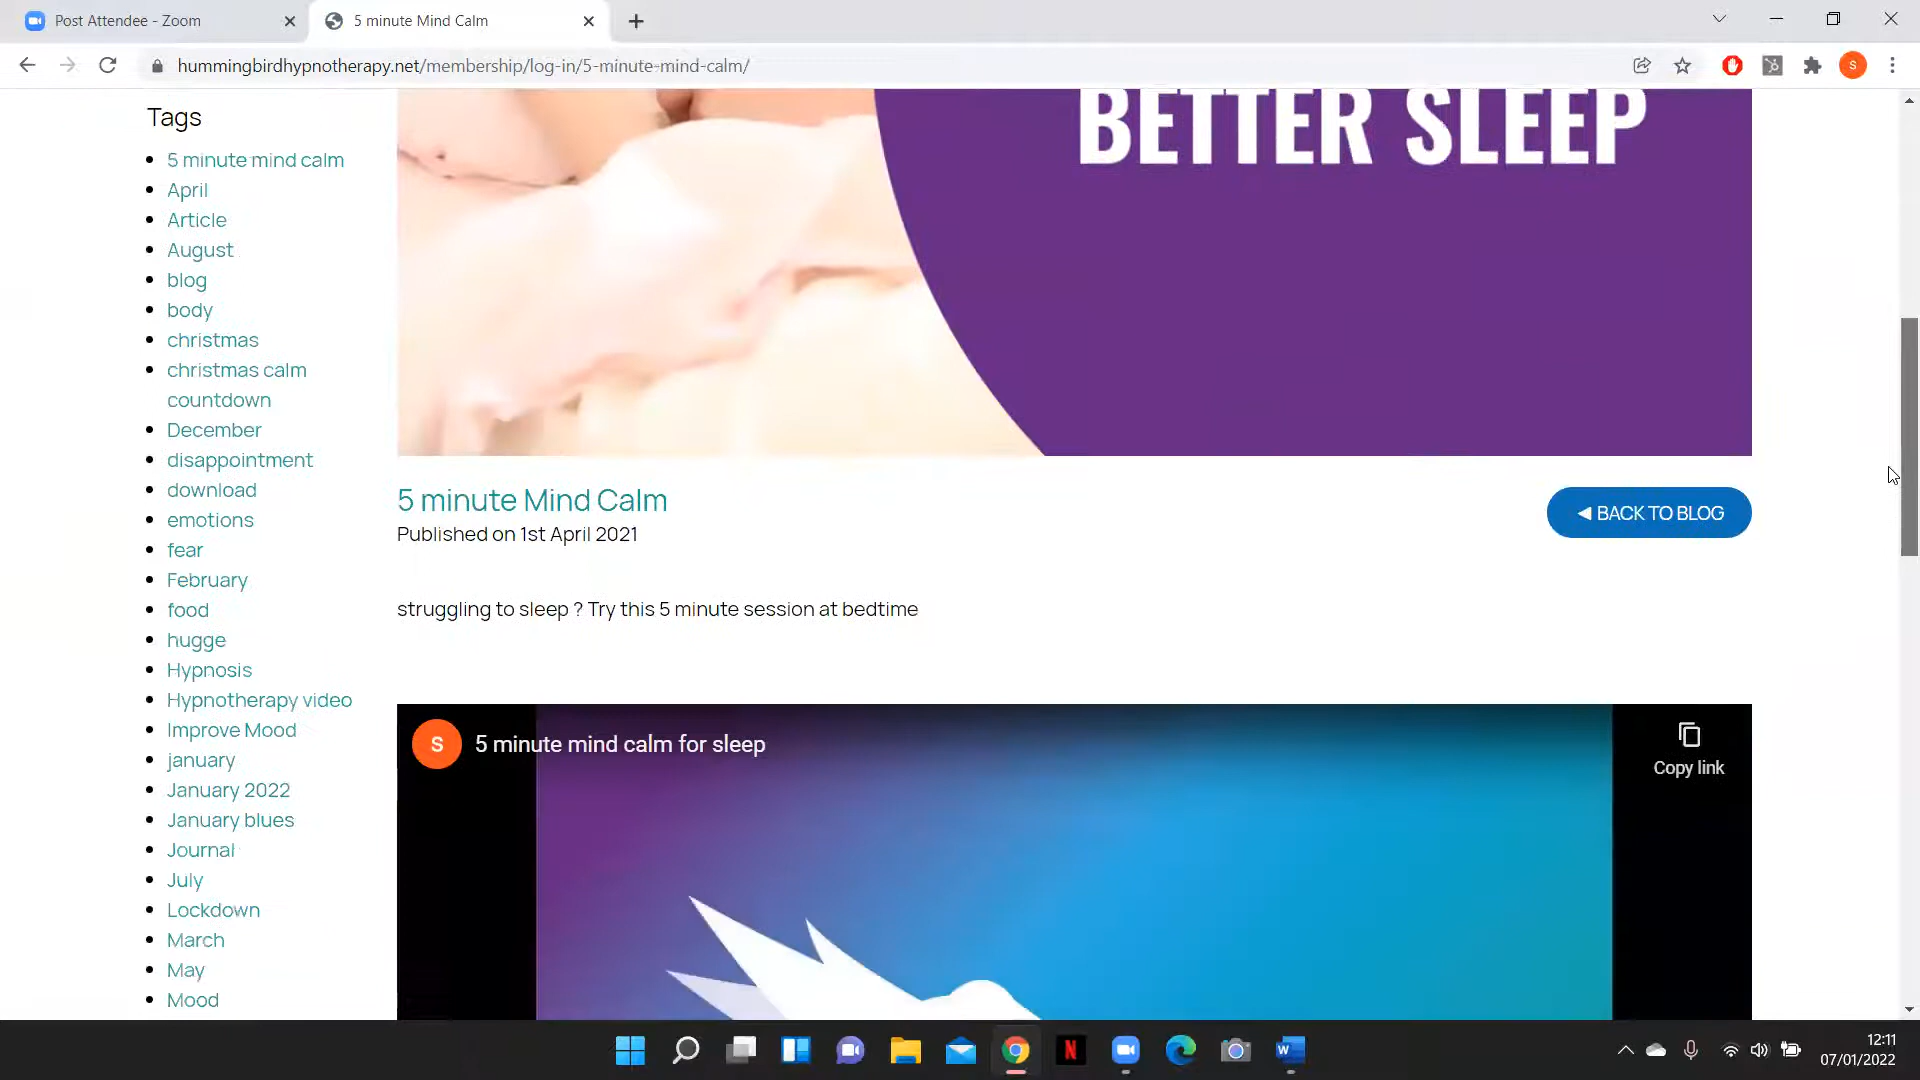 Post Attendee - Zoom
5 minute Mind Calm
hummingbirdhypnotherapy.net/membership/log-in/5-minute-mind-calm/
S
Tags
5 minute mind calm
April
Article
August
blog
body
christmas
christmas calm
countdown
December
disappointment
download
emotions
fear
February
food
hugge
Hypnosis
Hypnotherapy video
Improve Mood
january
January 2022
January blues
Journal
July
Lockdown
March
May
Mood
BETTER SLEEP
5 minute Mind Calm
Published on 1st April 2021
◄ BACK TO BLOG
struggling to sleep ? Try this 5 minute session at bedtime
S
5 minute mind calm for sleep
Copy link
N
W
12:11
07/01/2022